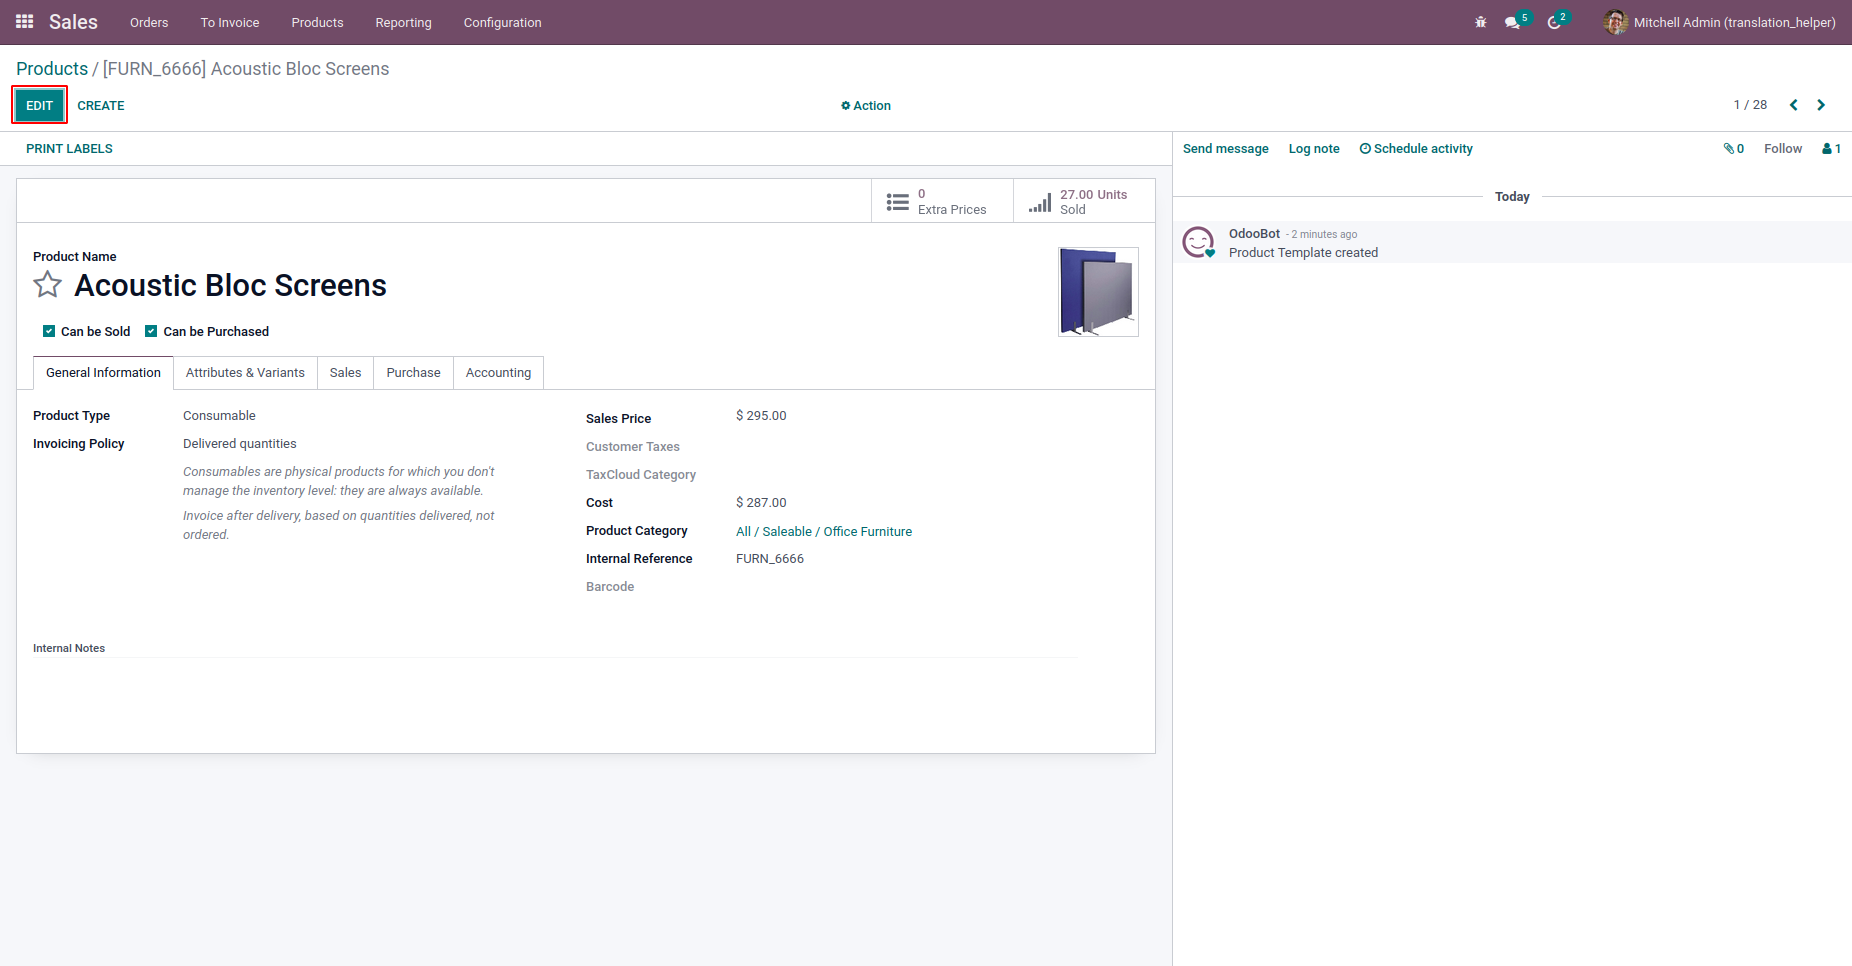 Sales Orders To Invoice Products Reporting Configuration 5 2 Mitchell Admin (translation_helper)
Products / [FURN_6666] Acoustic Bloc Screens
EDIT CREATE Action 1 / 28
PRINT LABELS
Send message Log note Schedule activity 0 Follow 1
0
Extra Prices
27.00 Units
Sold
Today
OdooBot - 2 minutes ago
Product Template created
Product Name
Acoustic Bloc Screens
Can be Sold Can be Purchased
General Information Attributes & Variants Sales Purchase Accounting
Product Type Consumable
Invoicing Policy Delivered quantities
Consumables are physical products for which you don't
manage the inventory level: they are always available.
Invoice after delivery, based on quantities delivered, not
ordered.
Sales Price $ 295.00
Customer Taxes
TaxCloud Category
Cost $ 287.00
Product Category All / Saleable / Office Furniture
Internal Reference FURN_6666
Barcode
Internal Notes